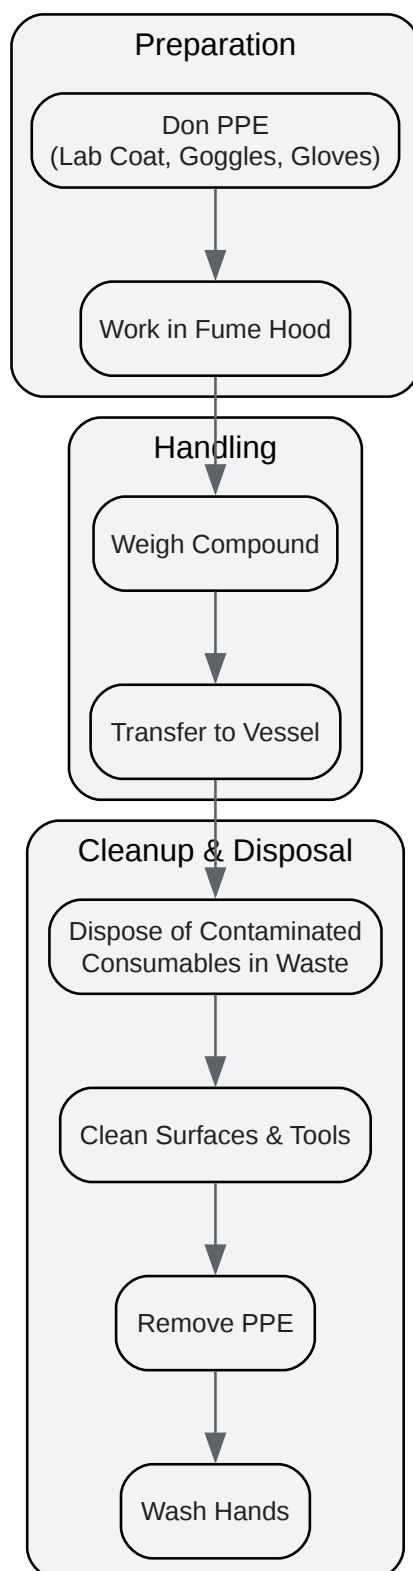 Preparation
Don PPE
(Lab Coat, Goggles, Gloves)
Work in Fume Hood
Handling
Weigh Compound
Transfer to Vessel
Cleanup & Disposal
Dispose of Contaminated
Consumables in Waste
Clean Surfaces & Tools
Remove PPE
Wash Hands